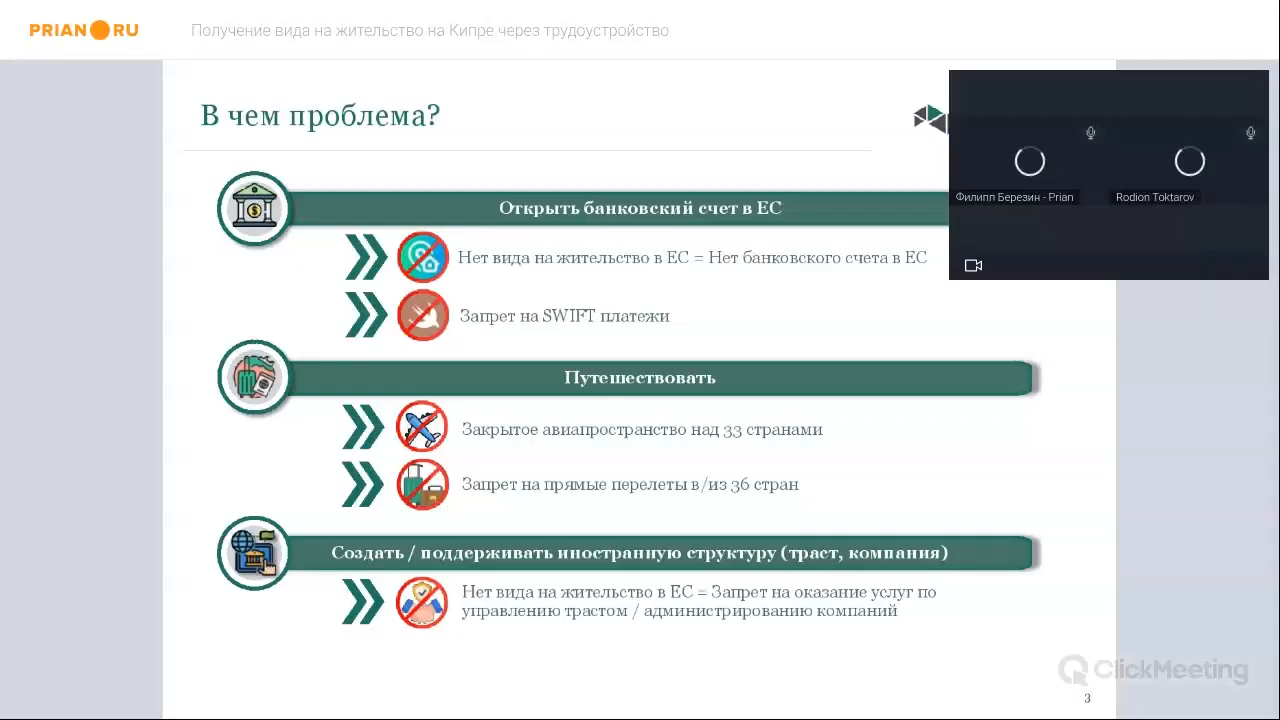 PRIAN RU
Получение вида на жительство на Кипре через трудоустройство
В чем проблема?
Филипп Березин - Prian
Rodion Toktarov
Открыть банковский счет в ЕС
Нет вида на жительство в ЕС = Нет банковского счета в ЕС
Запрет на SWIFT платежи
Путешествовать
Закрытое авиапространство над 33 странами
Запрет на прямые перелеты в/из 36 стран
Создать / поддерживать иностранную структуру (траст, компания)
Нет вида на жительство в ЕС = Запрет на оказание услуг по
управлению трастом / администрированию компаний
ClickMeeting
3